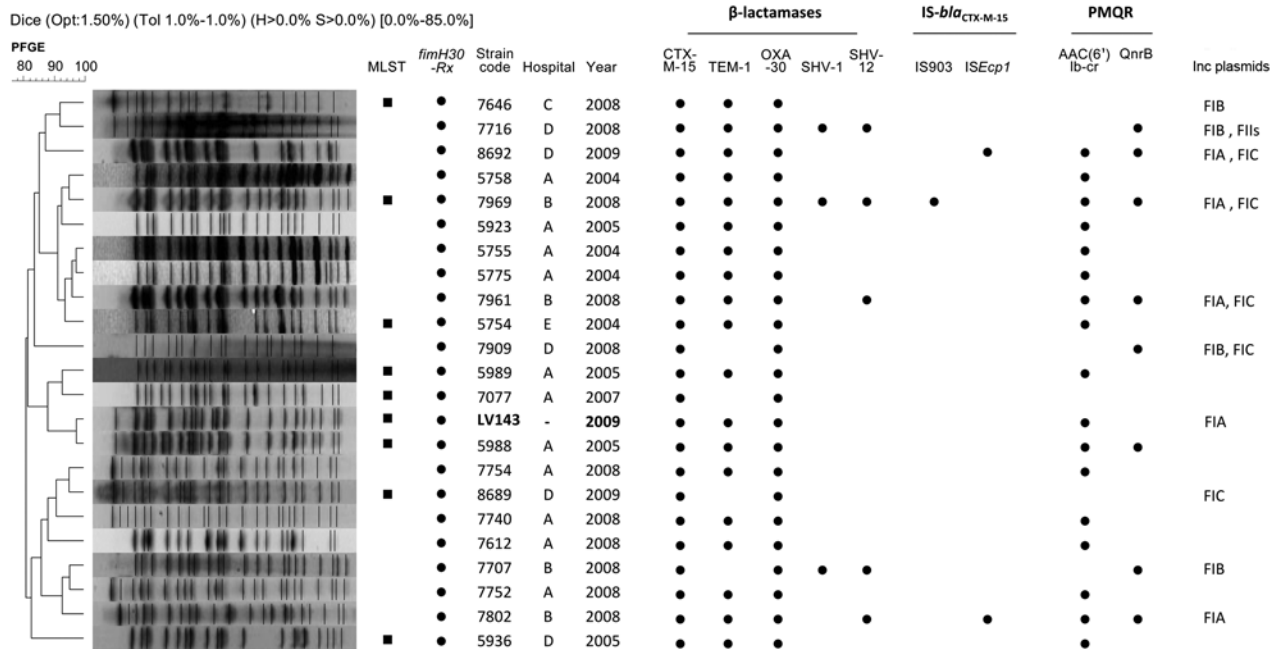 Dice (Opt:1.50%) (Tol 1.0%-1.0%) (H>0.0% S>0.0%) [0.0%-85.0%]
β-lactamases IS-blaCTX-M-15 PMQR
PFGE
80 90 100
MLST fimH30 -Rx Strain code Hospital Year CTX-M-15 TEM-1 OXA -30 SHV-1 SHV-12 IS903 ISEcp1 AAC(6') Ib-cr QnrB Inc plasmids
■ ● 7646 C 2008 ● ● ● FIB
● 7716 D 2008 ● ● ● ● ● ● FIB , FIIs
● 8692 D 2009 ● ● ● ● ● ● FIA , FIC
● 5758 A 2004 ● ● ● ●
■ ● 7969 B 2008 ● ● ● ● ● ● ● ● FIA , FIC
● 5923 A 2005 ● ● ● ●
● 5755 A 2004 ● ● ● ●
● 5775 A 2004 ● ● ● ●
● 7961 B 2008 ● ● ● ● ● ● FIA, FIC
■ ● 5754 E 2004 ● ● ● ●
● 7909 D 2008 ● ● ● FIB, FIC
■ ● 5989 A 2005 ● ● ● ●
■ ● 7077 A 2007 ● ●
■ ● LV143 - 2009 ● ● ● ● FIA
■ ● 5988 A 2005 ● ● ● ● ●
● 7754 A 2008 ● ● ● ●
■ ● 8689 D 2009 ● ● FIC
● 7740 A 2008 ● ● ● ●
● 7612 A 2008 ● ● ● ●
● 7707 B 2008 ● ● ● ● ● FIB
● 7752 A 2008 ● ● ● ●
● 7802 B 2008 ● ● ● ● ● ● ● FIA
■ ● 5936 D 2005 ● ● ● ●